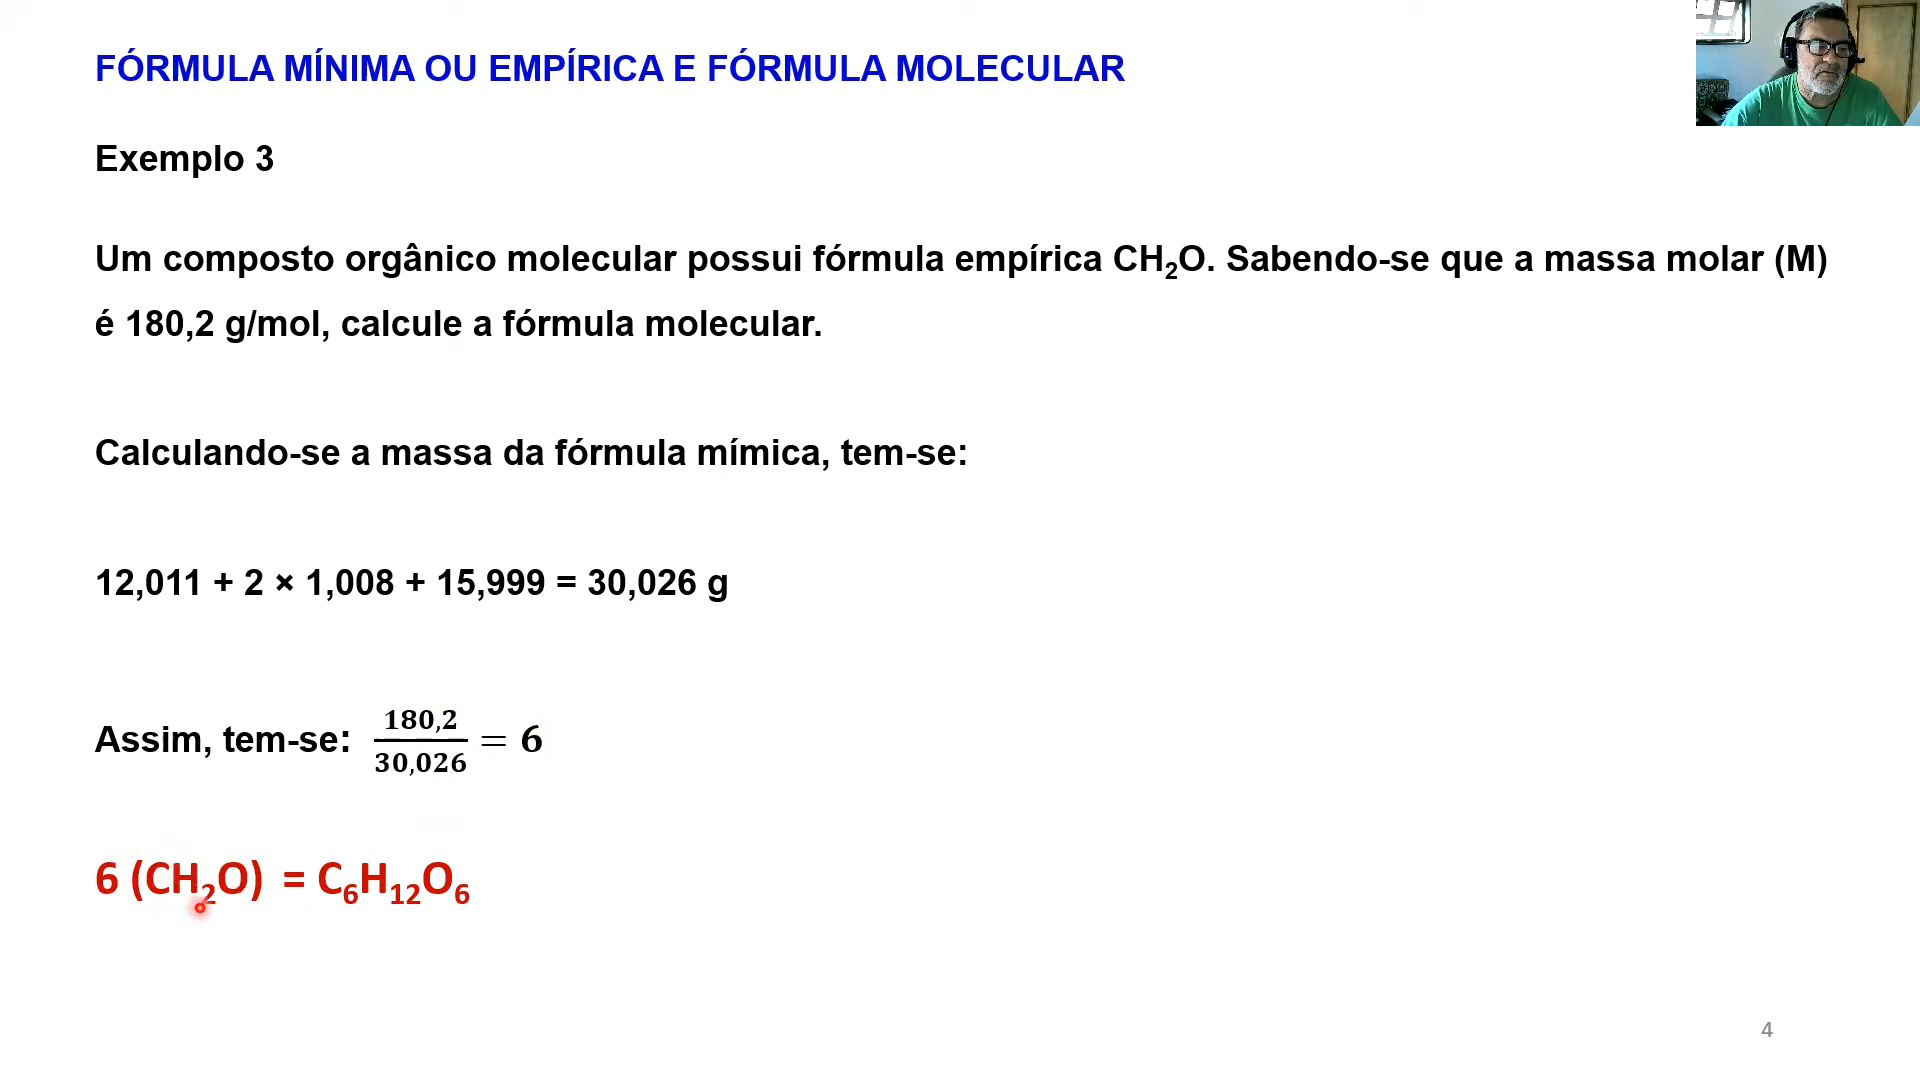 FÓRMULA MÍNIMA OU EMPÍRICA E FÓRMULA MOLECULAR
Exemplo 3
Um composto orgânico molecular possui fórmula empírica CH₂O. Sabendo-se que a massa molar (M)
é 180,2 g/mol, calcule a fórmula molecular.
Calculando-se a massa da fórmula mímica, tem-se:
12,011 + 2 × 1,008 + 15,999 = 30,026 g
Assim, tem-se: 180,2/30,026 = 6
6 (CH₂O) = C₆H₁₂O₆
4